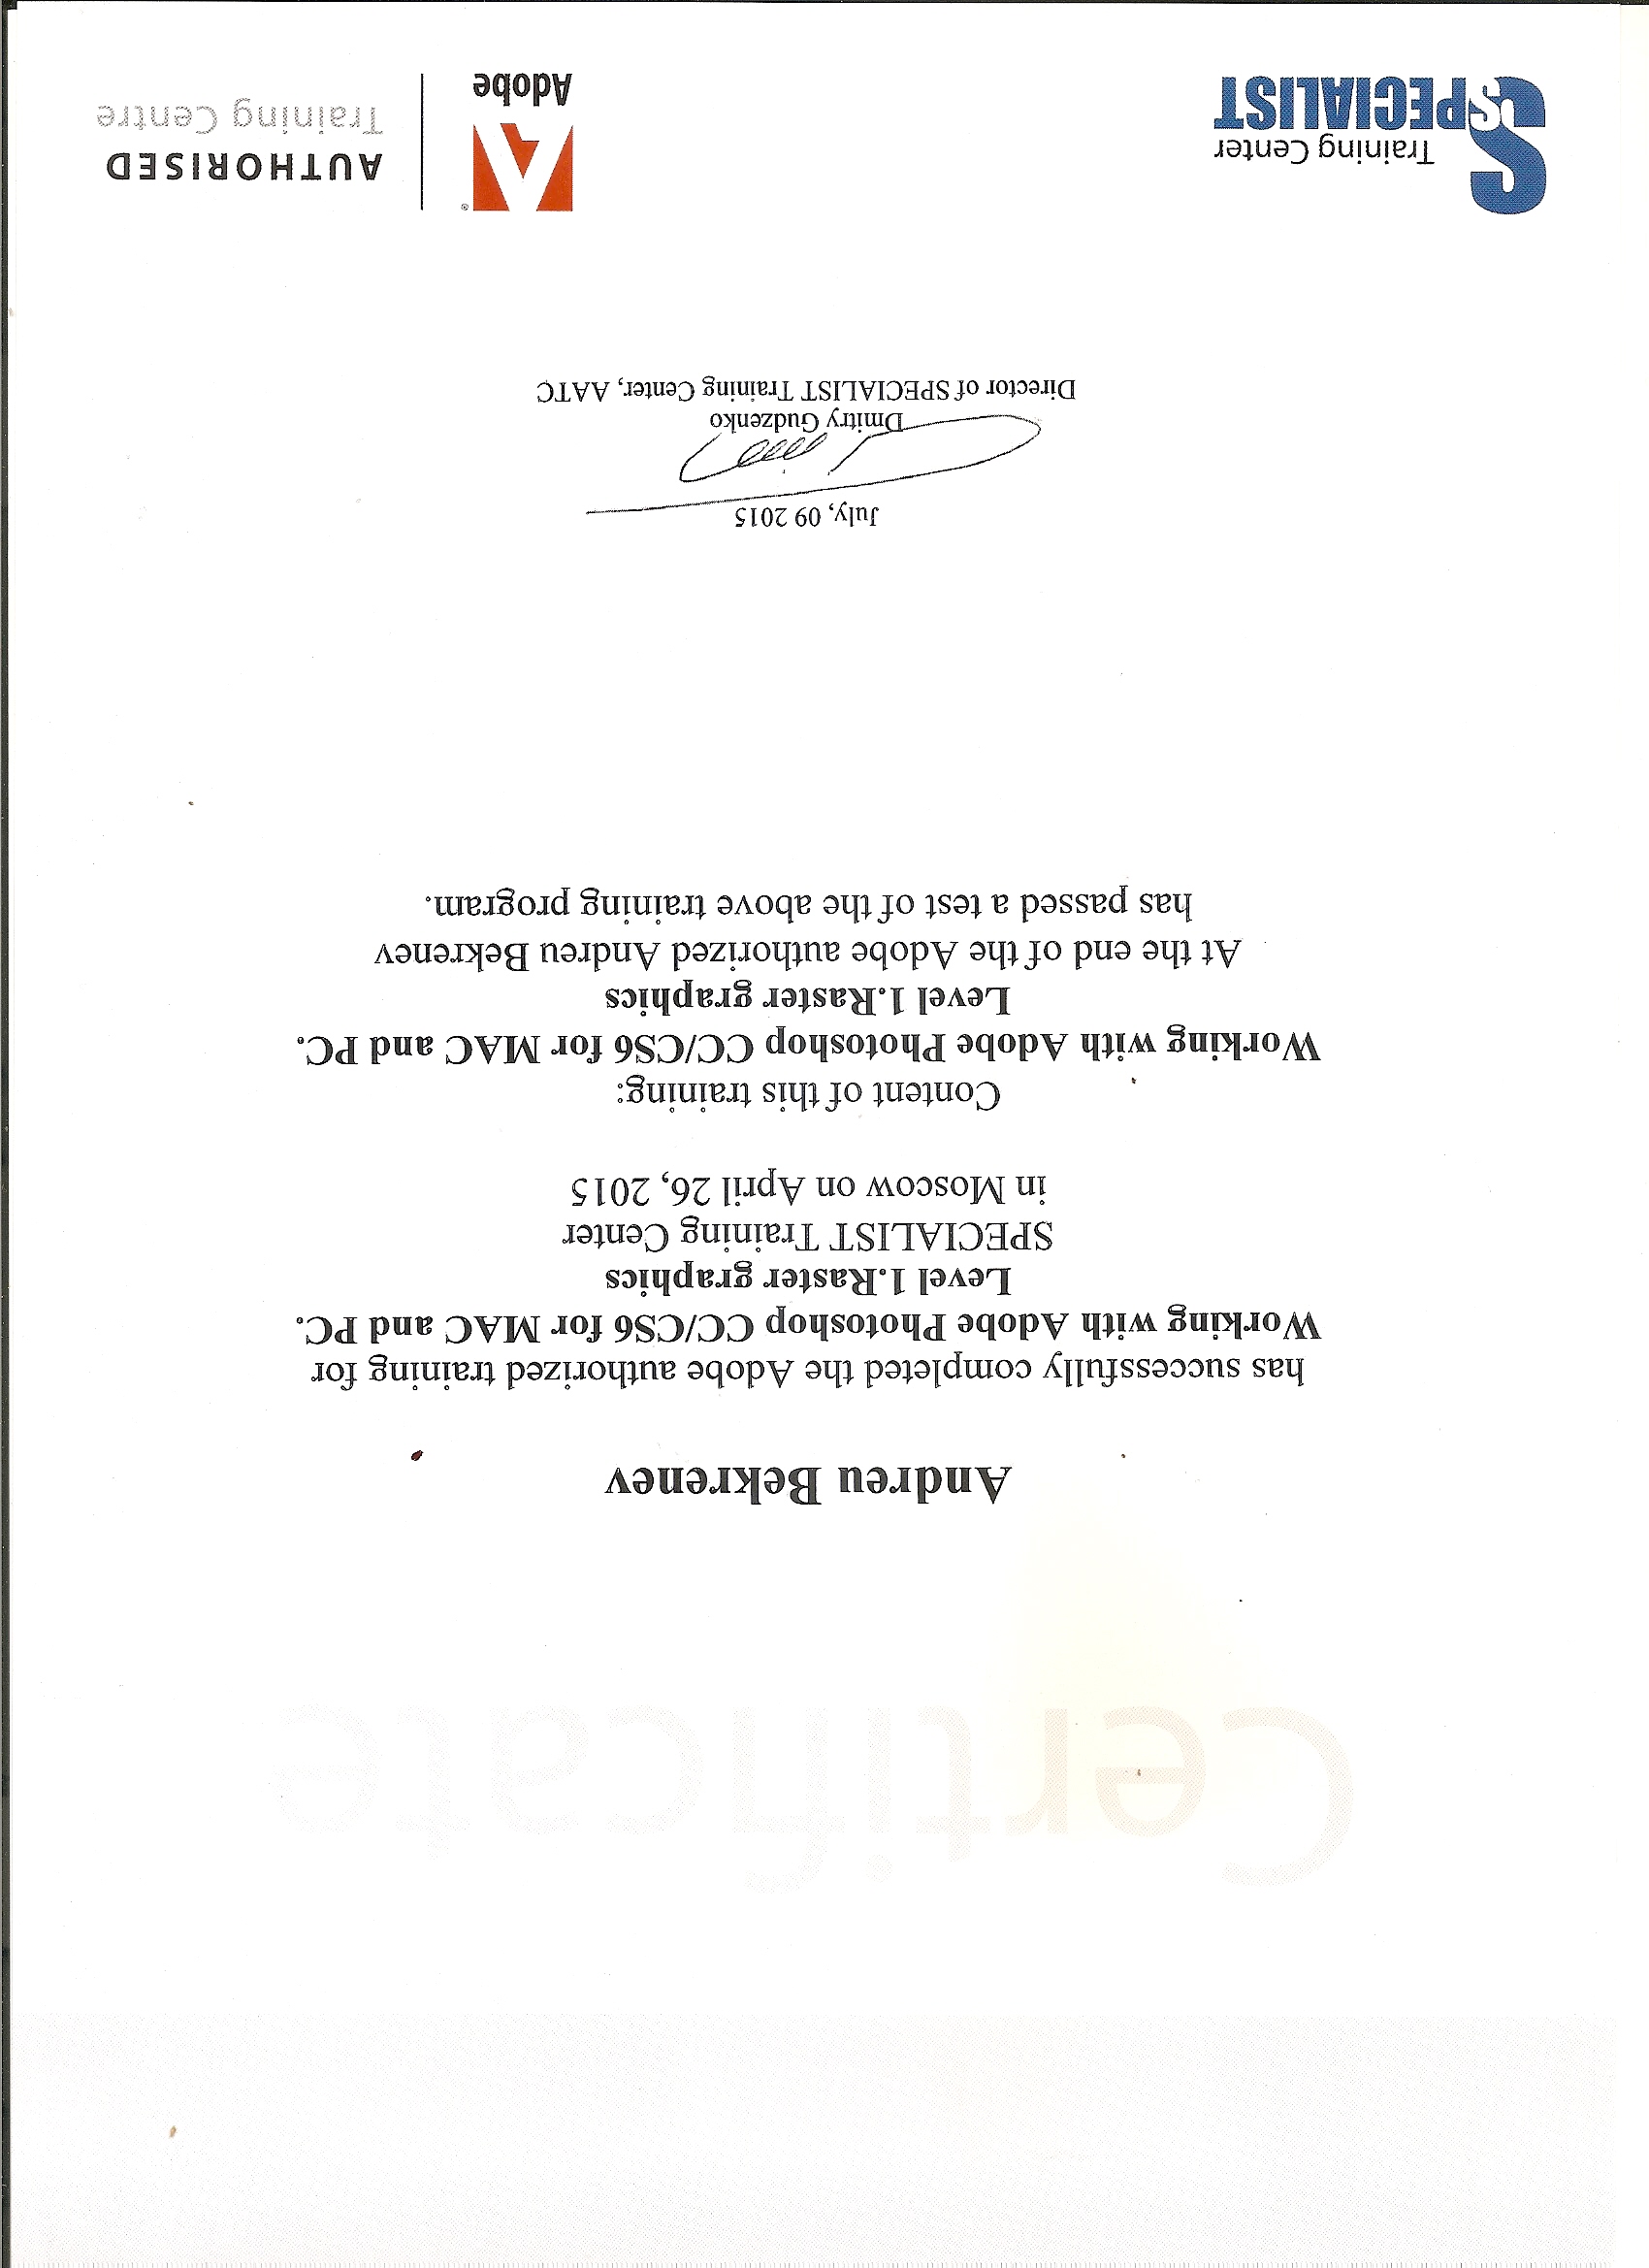 Certificate
Andreu Bekrenev
has successfully completed the Adobe authorized training for
Working with Adobe Photoshop CC/CS6 for MAC and PC.
Level 1.Raster graphics
SPECIALIST Training Center
in Moscow on April 26, 2015
Content of this training:
Working with Adobe Photoshop CC/CS6 for MAC and PC.
Level 1.Raster graphics
At the end of the Adobe authorized Andreu Bekrenev
has passed a test of the above training program.
July, 09 2015
Dmitry Gudzenko
Director of SPECIALIST Training Center, AATC
Training Center
SPECIALIST
Adobe
®
AUTHORISED
Training Centre